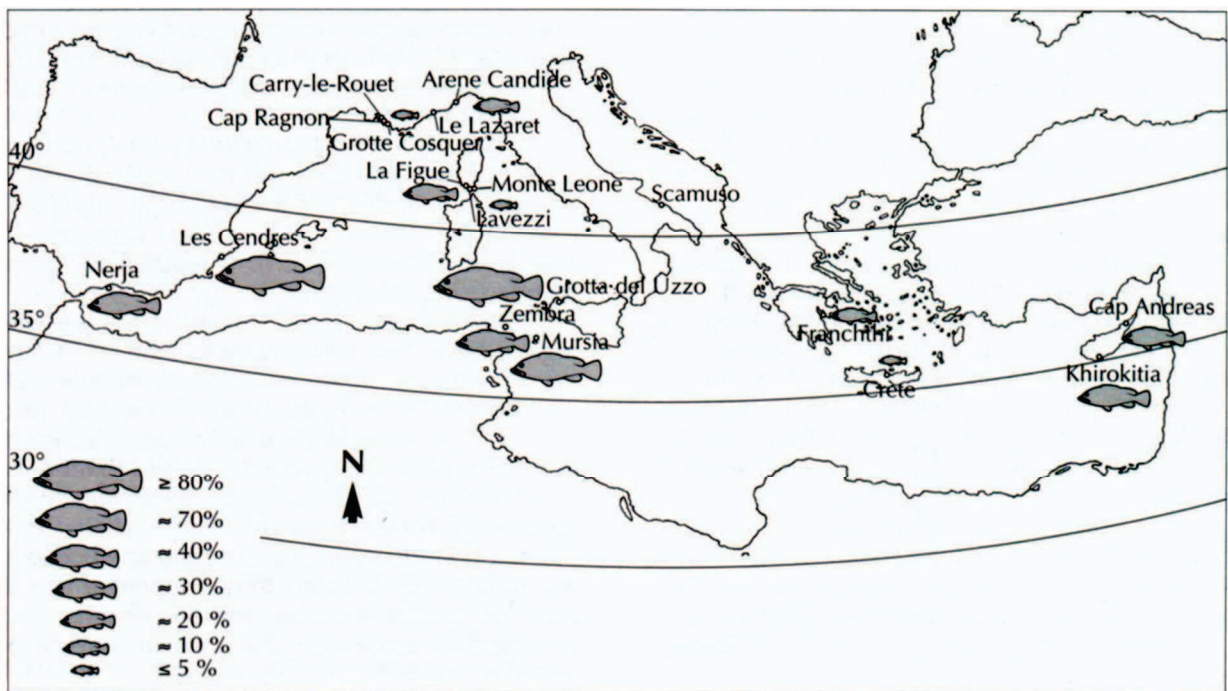 Carry-le-Rouet
Arene Candide
Cap Ragnon
Le Lazaret
Grotte Cosquer
40°
La Figue
Monte Leone
Scamuso
Lavezzi
Les Cendres
Nerja
Grotta del Uzzo
Zembra
Cap Andreas
35°
Franchthi
Mursia
Khirokitia
Crete
30°
N
≥ 80%
≈ 70%
≈ 40%
≈ 30%
≈ 20 %
≈ 10 %
≤ 5 %